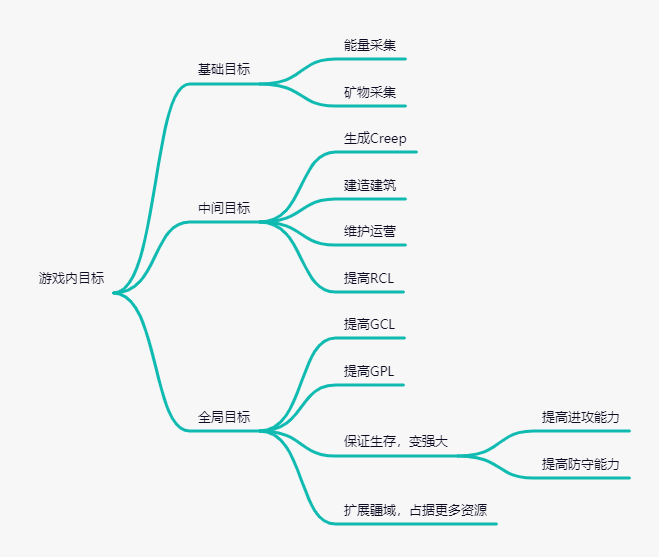 游戏内目标
基础目标
能量采集
矿物采集
中间目标
生成Creep
建造建筑
维护运营
提高RCL
全局目标
提高GCL
提高GPL
保证生存，变强大
提高进攻能力
提高防守能力
扩展疆域，占据更多资源